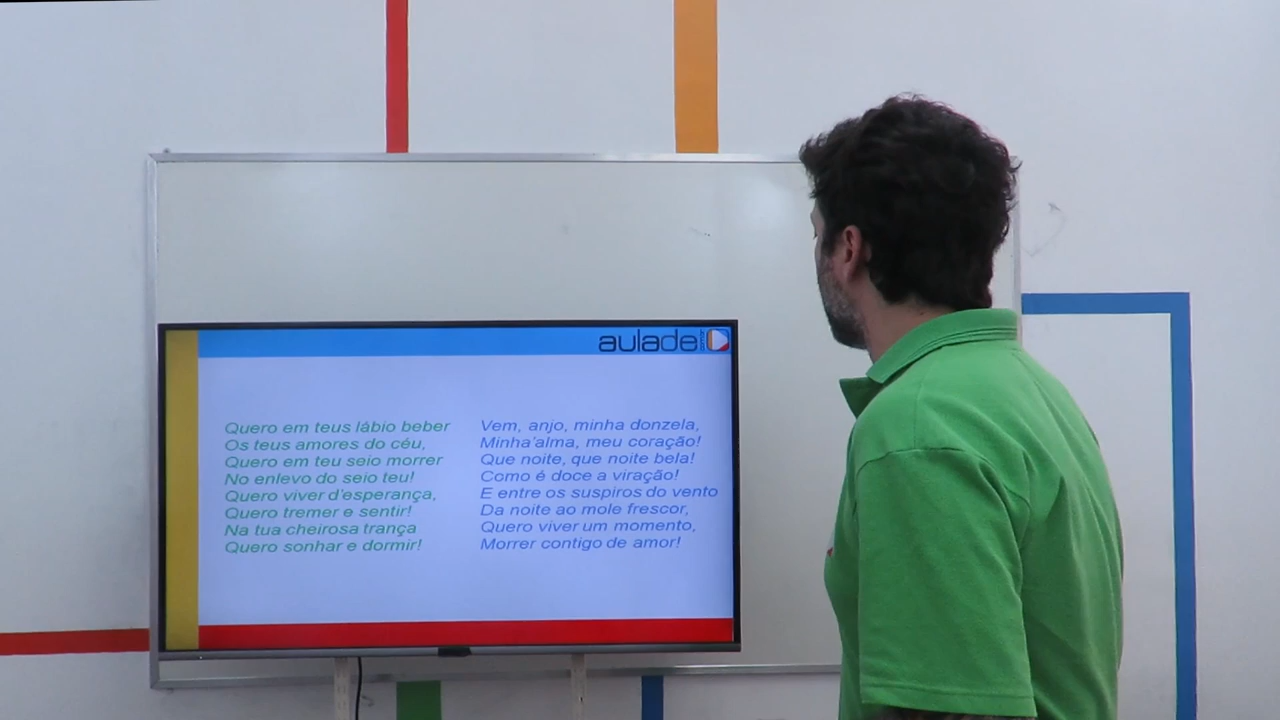 aulade
Quero em teus lábio beber
Os teus amores do céu,
Quero em teu seio morrer
No enlevo do seio teu!
Quero viver d'esperança,
Quero tremer e sentir!
Na tua cheirosa trança
Quero sonhar e dormir!
Vem, anjo, minha donzela,
Minha'alma, meu coração!
Que noite, que noite bela!
Como é doce a viração!
E entre os suspiros do vento
Da noite ao mole frescor,
Quero viver um momento,
Morrer contigo de amor!